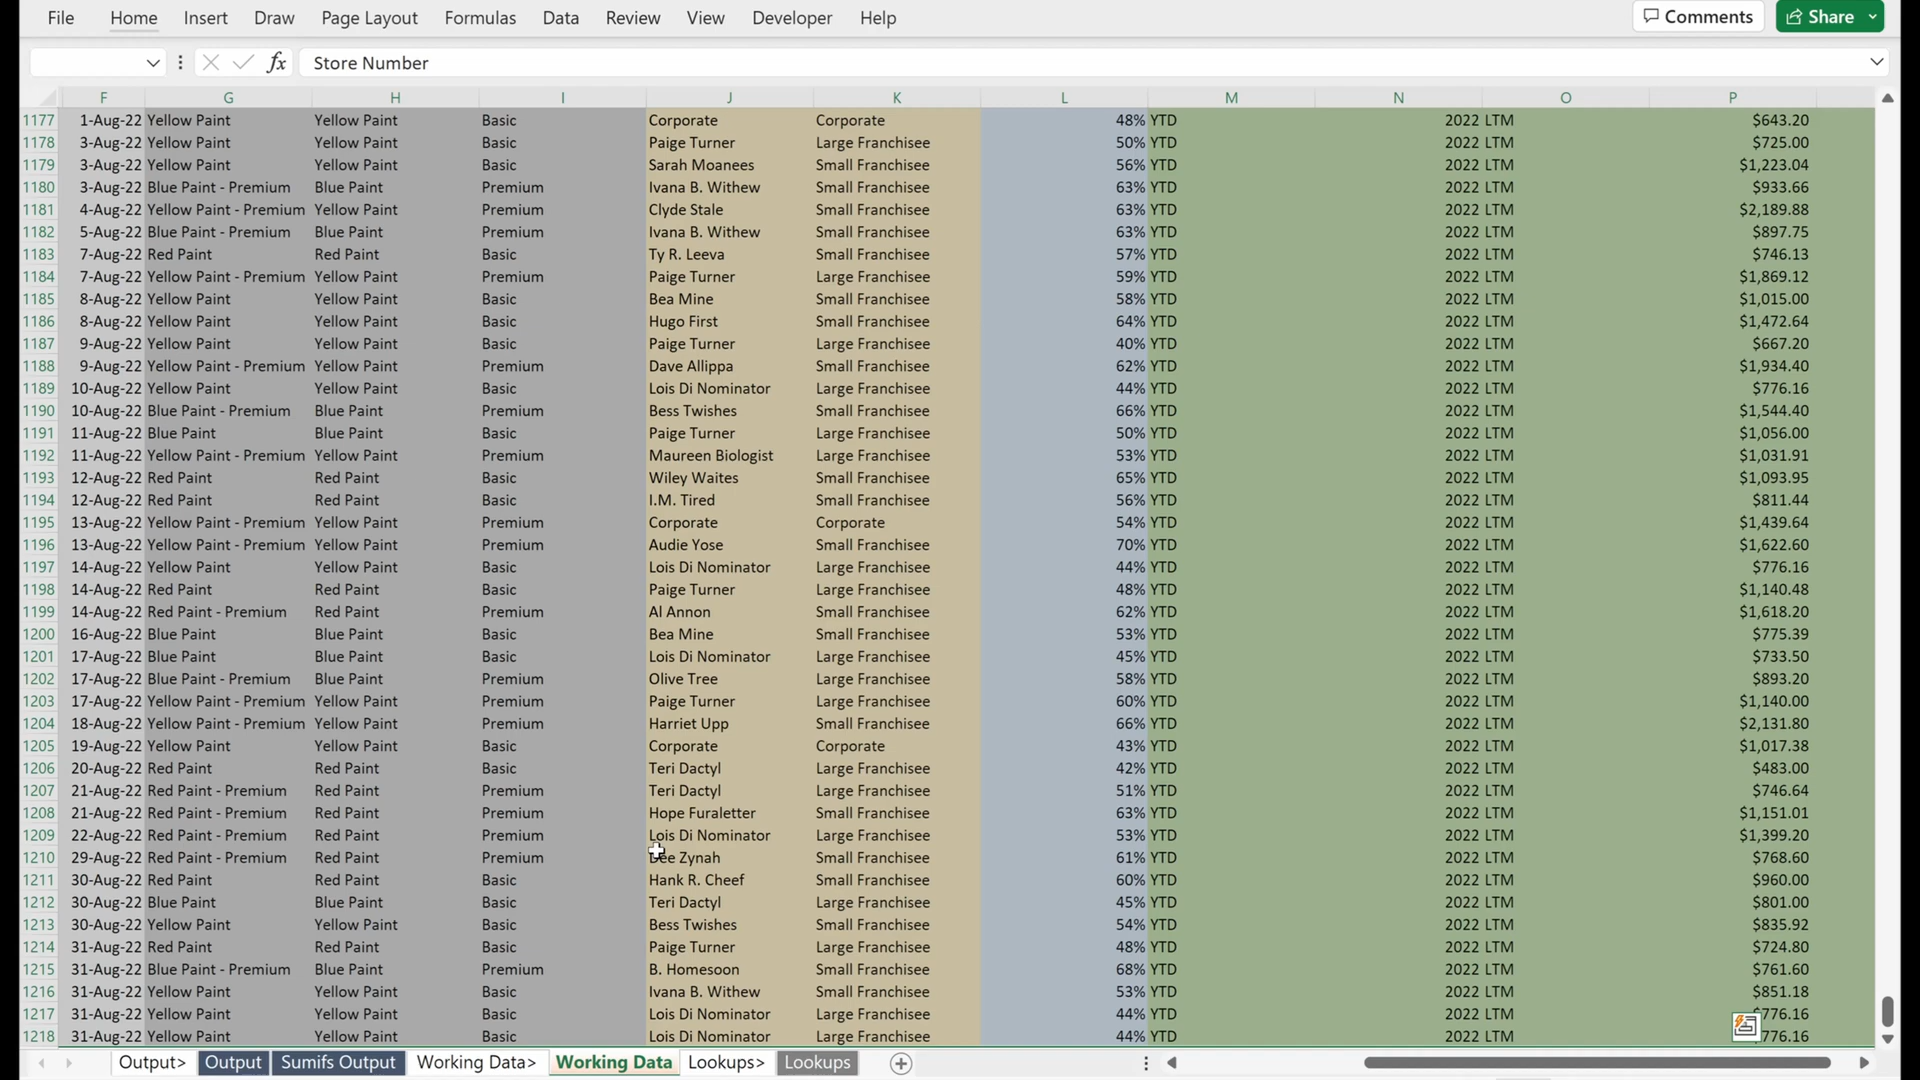 File Home Insert Draw Page Layout Formulas Data Review View Developer Help Comments Share
fx Store Number
F G H I J K L M N O P
1177 1-Aug-22 Yellow Paint Yellow Paint Basic Corporate Corporate 48% YTD 2022 LTM $643.20
1178 3-Aug-22 Yellow Paint Yellow Paint Basic Paige Turner Large Franchisee 50% YTD 2022 LTM $725.00
1179 3-Aug-22 Yellow Paint Yellow Paint Basic Sarah Moanees Small Franchisee 56% YTD 2022 LTM $1,223.04
1180 3-Aug-22 Blue Paint - Premium Blue Paint Premium Ivana B. Withew Small Franchisee 63% YTD 2022 LTM $933.66
1181 4-Aug-22 Yellow Paint - Premium Yellow Paint Premium Clyde Stale Small Franchisee 63% YTD 2022 LTM $2,189.88
1182 5-Aug-22 Blue Paint - Premium Blue Paint Premium Ivana B. Withew Small Franchisee 63% YTD 2022 LTM $897.75
1183 7-Aug-22 Red Paint Red Paint Basic Ty R. Leeva Small Franchisee 57% YTD 2022 LTM $746.13
1184 7-Aug-22 Yellow Paint - Premium Yellow Paint Premium Paige Turner Large Franchisee 59% YTD 2022 LTM $1,869.12
1185 8-Aug-22 Yellow Paint Yellow Paint Basic Bea Mine Small Franchisee 58% YTD 2022 LTM $1,015.00
1186 8-Aug-22 Yellow Paint Yellow Paint Basic Hugo First Small Franchisee 64% YTD 2022 LTM $1,472.64
1187 9-Aug-22 Yellow Paint Yellow Paint Basic Paige Turner Large Franchisee 40% YTD 2022 LTM $667.20
1188 9-Aug-22 Yellow Paint - Premium Yellow Paint Premium Dave Allippa Small Franchisee 62% YTD 2022 LTM $1,934.40
1189 10-Aug-22 Yellow Paint Yellow Paint Basic Lois Di Nominator Large Franchisee 44% YTD 2022 LTM $776.16
1190 10-Aug-22 Blue Paint - Premium Blue Paint Premium Bess Twishes Small Franchisee 66% YTD 2022 LTM $1,544.40
1191 11-Aug-22 Blue Paint Blue Paint Basic Paige Turner Large Franchisee 50% YTD 2022 LTM $1,056.00
1192 11-Aug-22 Yellow Paint - Premium Yellow Paint Premium Maureen Biologist Large Franchisee 53% YTD 2022 LTM $1,031.91
1193 12-Aug-22 Red Paint Red Paint Basic Wiley Waites Small Franchisee 65% YTD 2022 LTM $1,093.95
1194 12-Aug-22 Red Paint Red Paint Basic I.M. Tired Small Franchisee 56% YTD 2022 LTM $811.44
1195 13-Aug-22 Yellow Paint - Premium Yellow Paint Premium Corporate Corporate 54% YTD 2022 LTM $1,439.64
1196 13-Aug-22 Yellow Paint - Premium Yellow Paint Premium Audie Yose Small Franchisee 70% YTD 2022 LTM $1,622.60
1197 14-Aug-22 Yellow Paint Yellow Paint Basic Lois Di Nominator Large Franchisee 44% YTD 2022 LTM $776.16
1198 14-Aug-22 Red Paint Red Paint Basic Paige Turner Large Franchisee 48% YTD 2022 LTM $1,140.48
1199 14-Aug-22 Red Paint - Premium Red Paint Premium Al Annon Small Franchisee 62% YTD 2022 LTM $1,618.20
1200 16-Aug-22 Blue Paint Blue Paint Basic Bea Mine Small Franchisee 53% YTD 2022 LTM $775.39
1201 17-Aug-22 Blue Paint Blue Paint Basic Lois Di Nominator Large Franchisee 45% YTD 2022 LTM $733.50
1202 17-Aug-22 Blue Paint - Premium Blue Paint Premium Olive Tree Large Franchisee 58% YTD 2022 LTM $893.20
1203 17-Aug-22 Yellow Paint - Premium Yellow Paint Premium Paige Turner Large Franchisee 60% YTD 2022 LTM $1,140.00
1204 18-Aug-22 Yellow Paint - Premium Yellow Paint Premium Harriet Upp Small Franchisee 66% YTD 2022 LTM $2,131.80
1205 19-Aug-22 Yellow Paint Yellow Paint Basic Corporate Corporate 43% YTD 2022 LTM $1,017.38
1206 20-Aug-22 Red Paint Red Paint Basic Teri Dactyl Large Franchisee 42% YTD 2022 LTM $483.00
1207 21-Aug-22 Red Paint - Premium Red Paint Premium Teri Dactyl Large Franchisee 51% YTD 2022 LTM $746.64
1208 21-Aug-22 Red Paint - Premium Red Paint Premium Hope Furaletter Small Franchisee 63% YTD 2022 LTM $1,151.01
1209 22-Aug-22 Red Paint - Premium Red Paint Premium Lois Di Nominator Large Franchisee 53% YTD 2022 LTM $1,399.20
1210 29-Aug-22 Red Paint - Premium Red Paint Premium Dee Zynah Small Franchisee 61% YTD 2022 LTM $768.60
1211 30-Aug-22 Red Paint Red Paint Basic Hank R. Cheef Small Franchisee 60% YTD 2022 LTM $960.00
1212 30-Aug-22 Blue Paint Blue Paint Basic Teri Dactyl Large Franchisee 45% YTD 2022 LTM $801.00
1213 30-Aug-22 Yellow Paint Yellow Paint Basic Bess Twishes Small Franchisee 54% YTD 2022 LTM $835.92
1214 31-Aug-22 Red Paint Red Paint Basic Paige Turner Large Franchisee 48% YTD 2022 LTM $724.80
1215 31-Aug-22 Blue Paint - Premium Blue Paint Premium B. Homesoon Small Franchisee 68% YTD 2022 LTM $761.60
1216 31-Aug-22 Yellow Paint Yellow Paint Basic Ivana B. Withew Small Franchisee 53% YTD 2022 LTM $851.18
1217 31-Aug-22 Yellow Paint Yellow Paint Basic Lois Di Nominator Large Franchisee 44% YTD 2022 LTM 776.16
1218 31-Aug-22 Yellow Paint Yellow Paint Basic Lois Di Nominator Large Franchisee 44% YTD 2022 LTM 776.16
Output> Output Sumifs Output Working Data> Working Data Lookups> Lookups